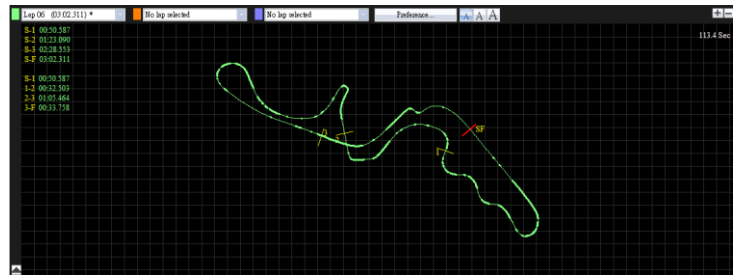 Lap 06 (03:02.311) * No lap selected No lap selected Preference... A A A
113.4 Sec
S-1 00:50.587
S-2 01:23.090
S-3 02:28.553
S-F 03:02.311
S-1 00:50.587
1-2 00:32.503
2-3 01:05.464
3-F 00:33.758
SF